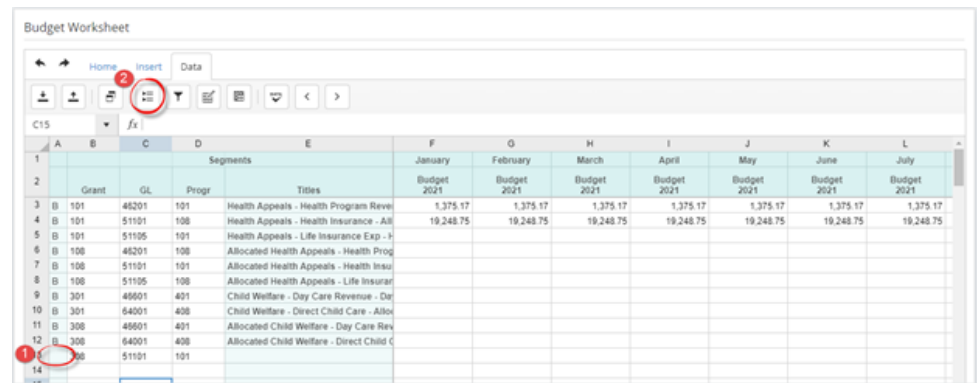 Budget Worksheet
Home Insert Data
2
C15 fx
A B C D E F G H I J K L
1 Segments January February March April May June July
2 Grant GL Progr Titles Budget 2021 Budget 2021 Budget 2021 Budget 2021 Budget 2021 Budget 2021 Budget 2021
3 B 101 46201 101 Health Appeals - Health Program Reve 1,375.17 1,375.17 1,375.17 1,375.17 1,375.17 1,375.17 1,375.17
4 B 101 51101 108 Health Appeals - Health Insurance - All 19,248.75 19,248.75 19,248.75 19,248.75 19,248.75 19,248.75 19,248.75
5 B 101 51105 108 Health Appeals - Life Insurance Exp - H
6 B 108 46201 108 Allocated Health Appeals - Health Prog
7 B 108 51101 101 Allocated Health Appeals - Health Insu
8 B 108 51105 108 Allocated Health Appeals - Life Insuran
9 B 301 46601 401 Child Welfare - Day Care Revenue - Da
10 B 301 64001 408 Child Welfare - Direct Child Care - Allo
11 B 308 46601 401 Allocated Child Welfare - Day Care Rev
12 B 308 64001 408 Allocated Child Welfare - Direct Child C
1 51101 101
14